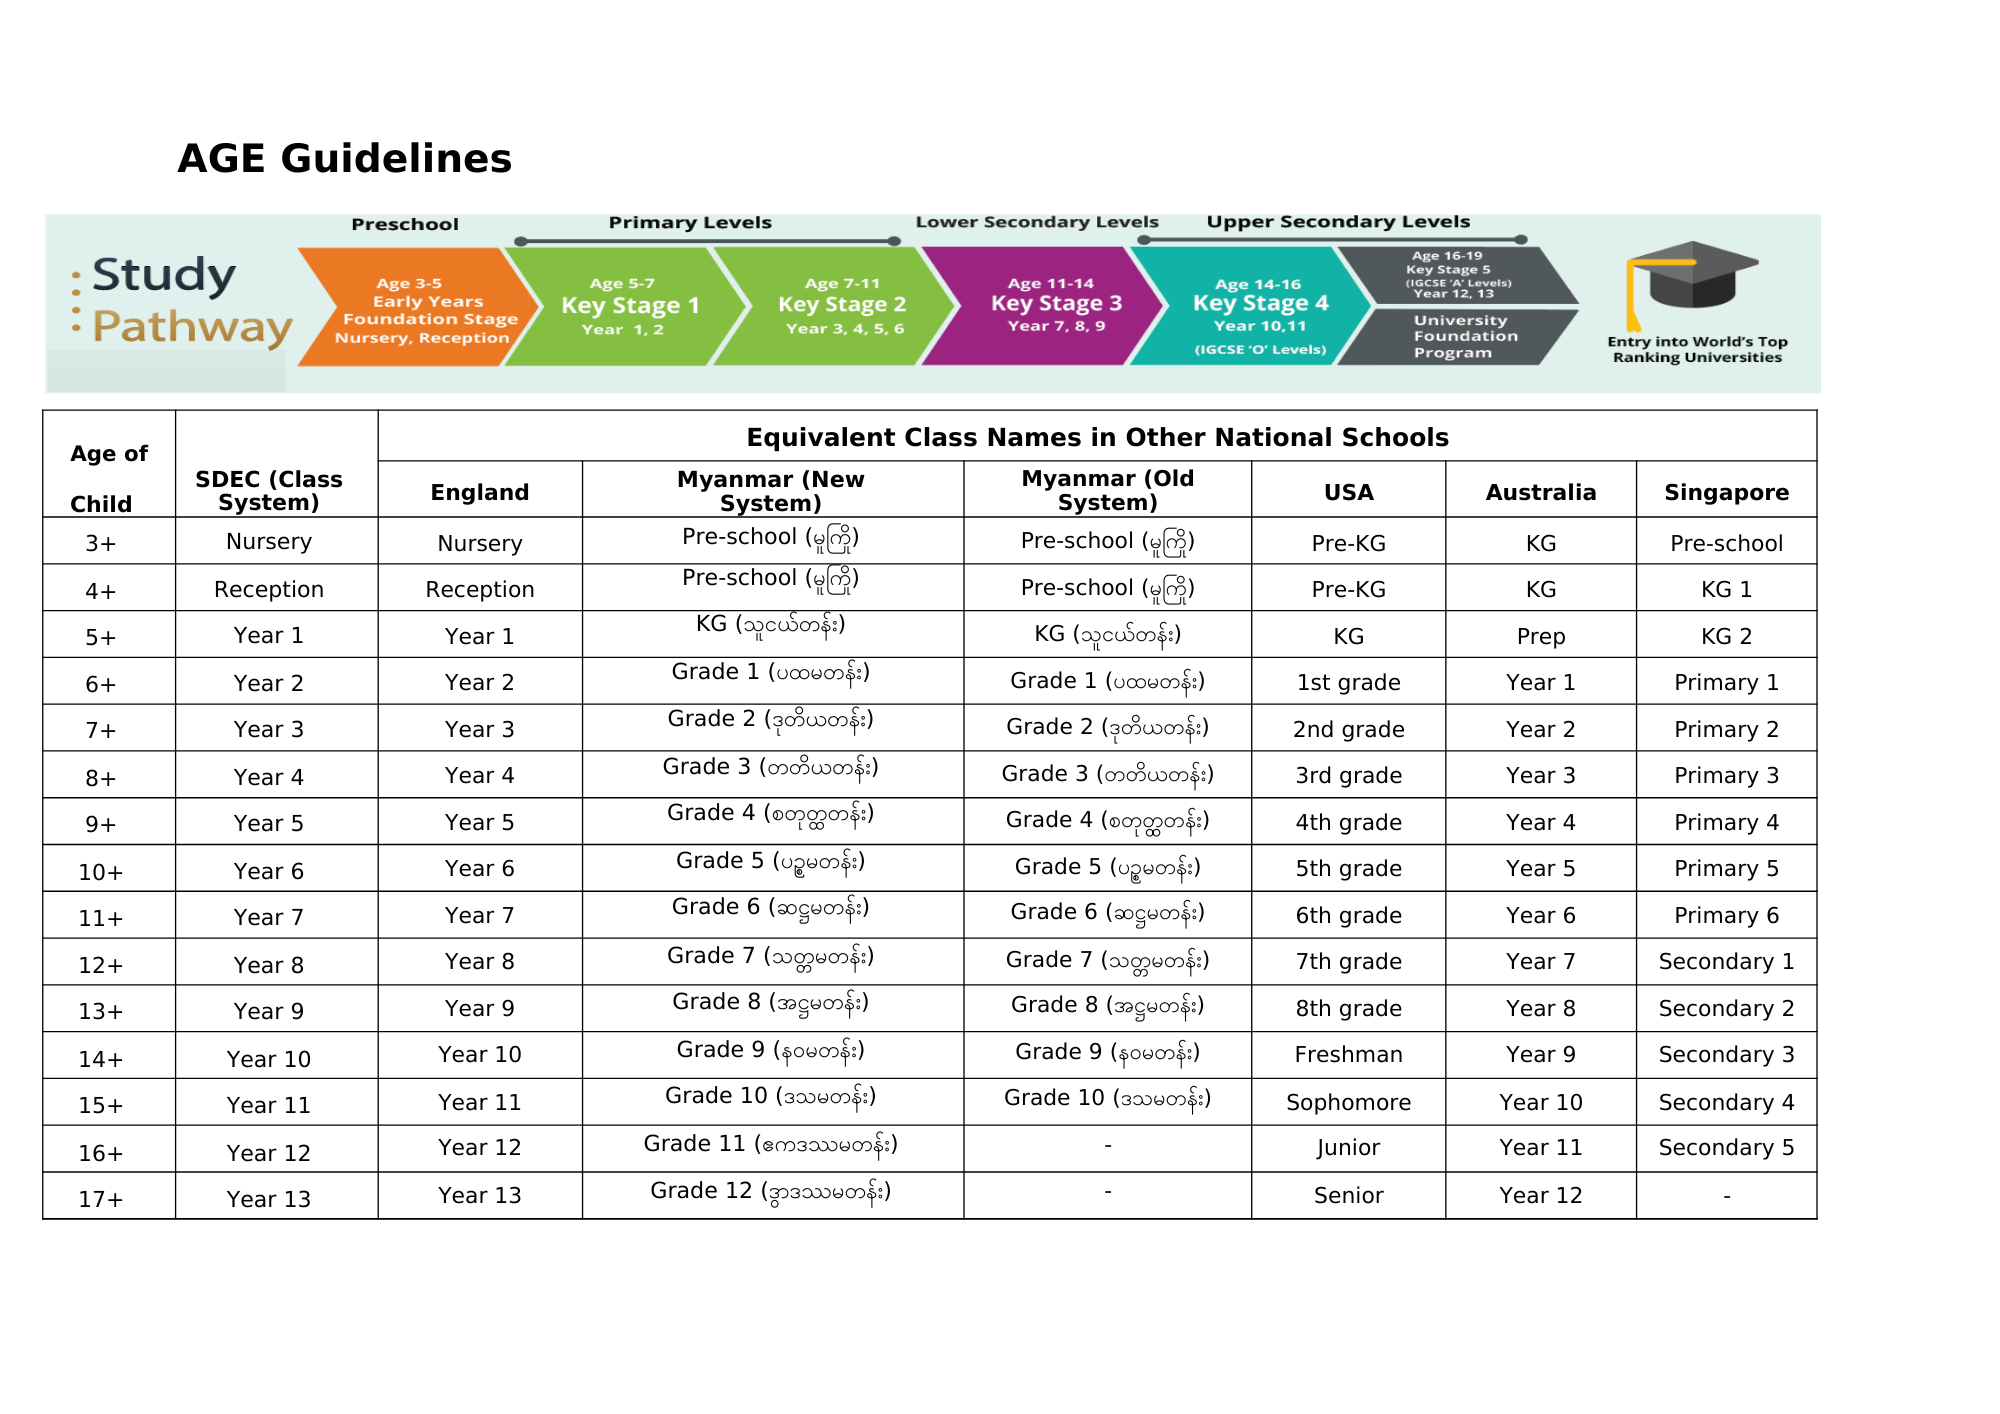 AGE Guidelines
Preschool
Primary Levels
Lower Secondary Levels
Upper Secondary Levels
Study
Pathway
Age 3-5
Early Years
Foundation Stage
Nursery, Reception
Age 5-7
Key Stage 1
Year 1, 2
Age 7-11
Key Stage 2
Year 3, 4, 5, 6
Age 11-14
Key Stage 3
Year 7, 8, 9
Age 14-16
Key Stage 4
Year 10,11
(IGCSE ‘O’ Levels)
Age 16-19
Key Stage 5
(IGCSE ‘A’ Levels)
Year 12, 13
University
Foundation
Program
Entry into World’s Top
Ranking Universities
Age of
Child
SDEC (Class
System)
Equivalent Class Names in Other National Schools
England
Myanmar (New
System)
Myanmar (Old
System)
USA
Australia
Singapore
3+ Nursery Nursery Pre-school (မူကြို) Pre-school (မူကြို) Pre-KG KG Pre-school
4+ Reception Reception Pre-school (မူကြို) Pre-school (မူကြို) Pre-KG KG KG 1
5+ Year 1 Year 1 KG (သူငယ်တန်း) KG (သူငယ်တန်း) KG Prep KG 2
6+ Year 2 Year 2 Grade 1 (ပထမတန်း) Grade 1 (ပထမတန်း) 1st grade Year 1 Primary 1
7+ Year 3 Year 3 Grade 2 (ဒုတိယတန်း) Grade 2 (ဒုတိယတန်း) 2nd grade Year 2 Primary 2
8+ Year 4 Year 4 Grade 3 (တတိယတန်း) Grade 3 (တတိယတန်း) 3rd grade Year 3 Primary 3
9+ Year 5 Year 5 Grade 4 (စတုတ္ထတန်း) Grade 4 (စတုတ္ထတန်း) 4th grade Year 4 Primary 4
10+ Year 6 Year 6 Grade 5 (ပဉ္စမတန်း) Grade 5 (ပဉ္စမတန်း) 5th grade Year 5 Primary 5
11+ Year 7 Year 7 Grade 6 (ဆဋ္ဌမတန်း) Grade 6 (ဆဋ္ဌမတန်း) 6th grade Year 6 Primary 6
12+ Year 8 Year 8 Grade 7 (သတ္တမတန်း) Grade 7 (သတ္တမတန်း) 7th grade Year 7 Secondary 1
13+ Year 9 Year 9 Grade 8 (အဋ္ဌမတန်း) Grade 8 (အဋ္ဌမတန်း) 8th grade Year 8 Secondary 2
14+ Year 10 Year 10 Grade 9 (နဝမတန်း) Grade 9 (နဝမတန်း) Freshman Year 9 Secondary 3
15+ Year 11 Year 11 Grade 10 (ဒသမတန်း) Grade 10 (ဒသမတန်း) Sophomore Year 10 Secondary 4
16+ Year 12 Year 12 Grade 11 (ဧကဒဿမတန်း) - Junior Year 11 Secondary 5
17+ Year 13 Year 13 Grade 12 (ဒွာဒဿမတန်း) - Senior Year 12 -